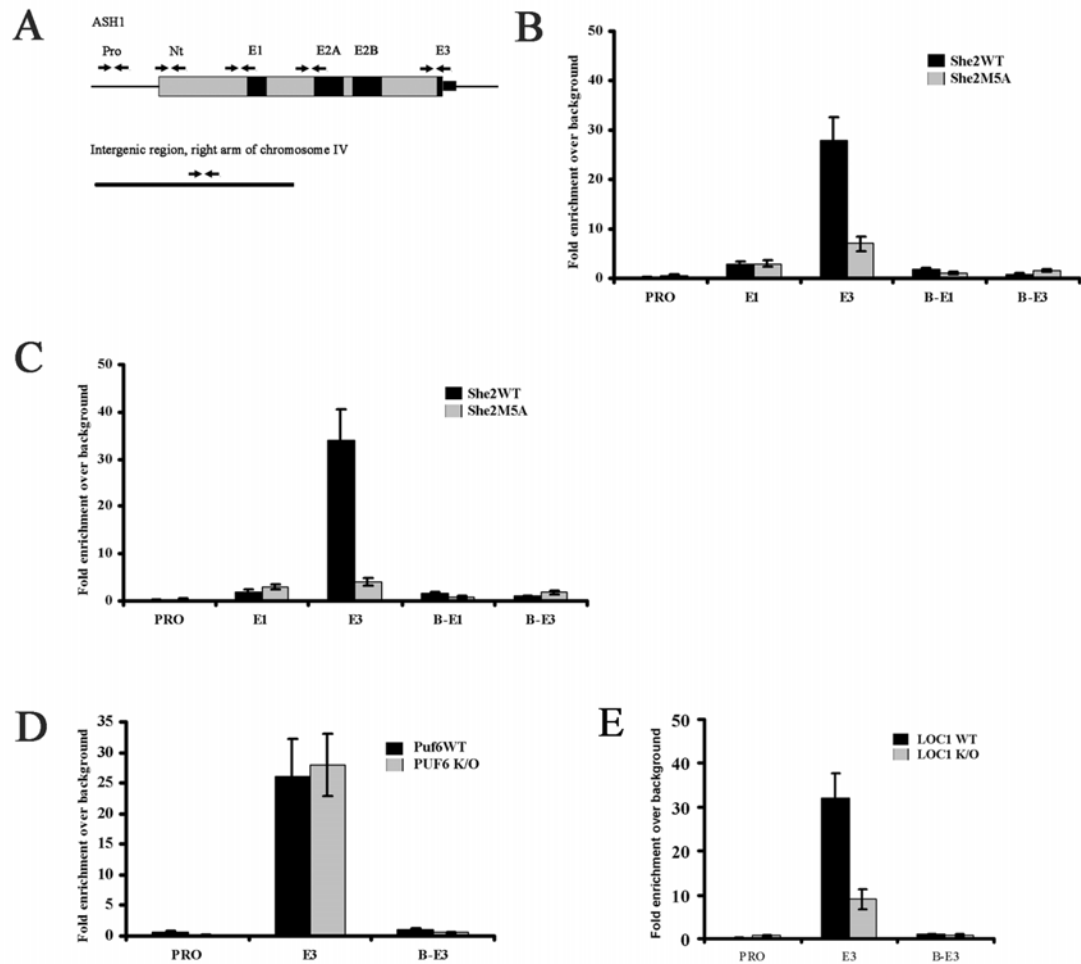 A
ASH1
Pro Nt E1 E2A E2B E3
Intergenic region, right arm of chromosome IV
B
Fold enrichment over background
50
40
30
20
10
0
She2WT
She2M5A
PRO E1 E3 B-E1 B-E3
C
Fold enrichment over background
50
40
30
20
10
0
She2WT
She2M5A
PRO E1 E3 B-E1 B-E3
D
Fold enrichment over background
35
30
25
20
15
10
5
0
Puf6WT
PUF6 K/O
PRO E3 B-E3
E
Fold enrichment over background
50
40
30
20
10
0
LOC1 WT
LOC1 K/O
PRO E3 B-E3